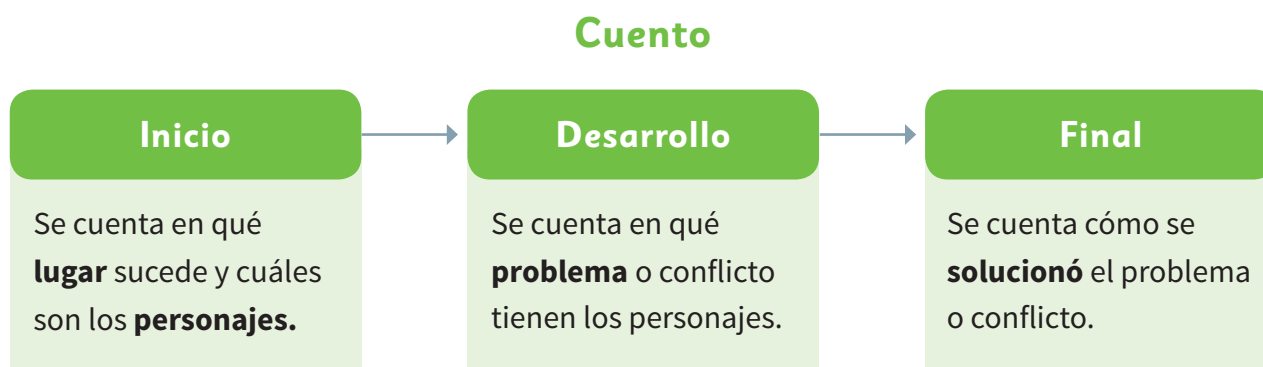 Cuento
Inicio
Se cuenta en qué
lugar sucede y cuáles
son los personajes.
Desarrollo
Se cuenta en qué
problema o conflicto
tienen los personajes.
Final
Se cuenta cómo se
solucionó el problema
o conflicto.